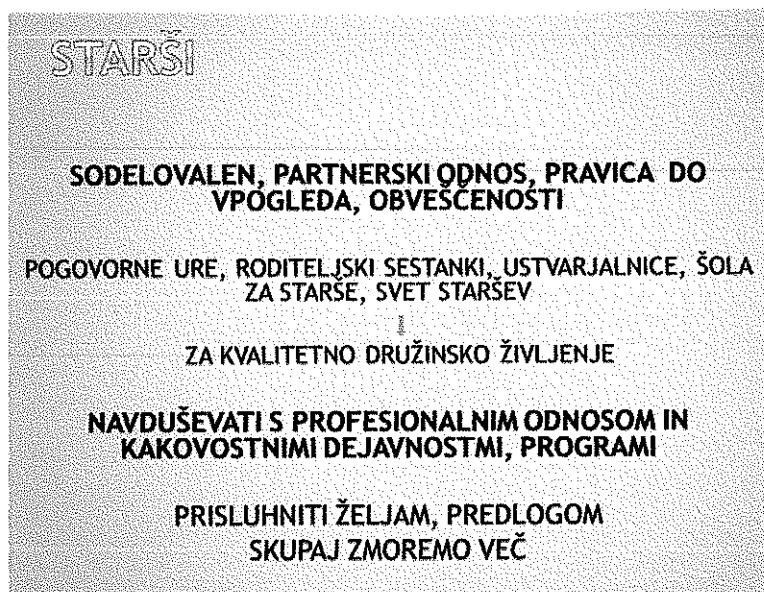 STARŠI
SODELOVALEN, PARTNERSKI ODNOS, PRAVICA DO
VPOGLEDA, OBVEŠČENOSTI
POGOVORNE URE, RODITELJSKI SESTANKI, USTVARJALNICE, ŠOLA
ZA STARŠE, SVET STARŠEV
ZA KVALITETNO DRUŽINSKO ŽIVLJENJE
NAVDUŠEVATI S PROFESIONALNIM ODNOSOM IN
KAKOVOSTNIMI DEJAVNOSTMI, PROGRAMI
PRISLUHNITI ŽELJAM, PREDLOGOM
SKUPAJ ZMOREMO VEČ